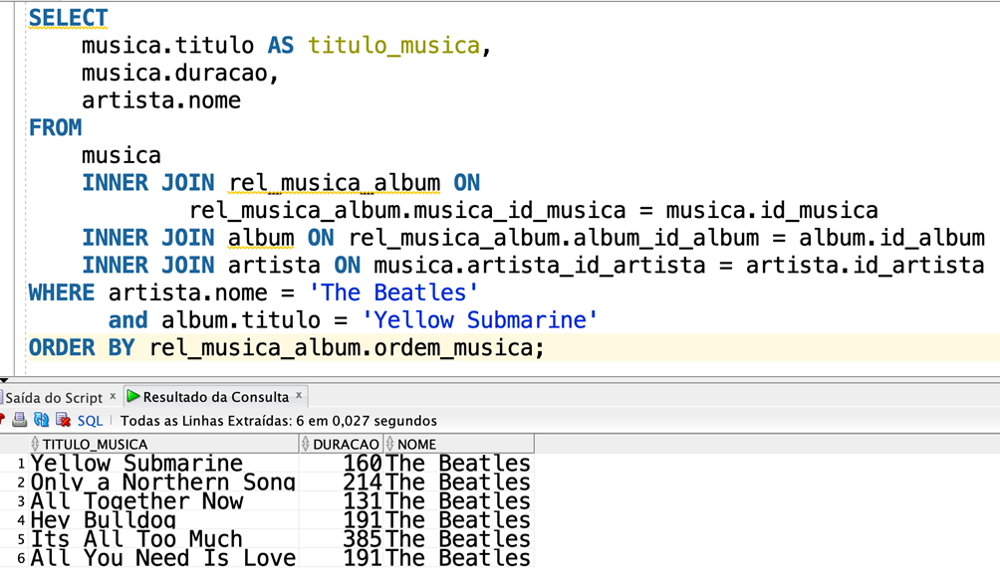 SELECT
musica.titulo AS titulo_musica,
musica.duracao,
artista.nome
FROM
musica
INNER JOIN rel_musica_album ON
rel_musica_album.musica_id_musica = musica.id_musica
INNER JOIN album ON rel_musica_album.album_id_album = album.id_album
INNER JOIN artista ON musica.artista_id_artista = artista.id_artista
WHERE artista.nome = 'The Beatles'
and album.titulo = 'Yellow Submarine'
ORDER BY rel_musica_album.ordem_musica;
Saída do Script x Resultado da Consulta x
SQL | Todas as Linhas Extraídas: 6 em 0,027 segundos
TITULO_MUSICA DURACAO NOME
1 Yellow Submarine 160 The Beatles
2 Only a Northern Song 214 The Beatles
3 All Together Now 131 The Beatles
4 Hey Bulldog 191 The Beatles
5 Its All Too Much 385 The Beatles
6 All You Need Is Love 191 The Beatles